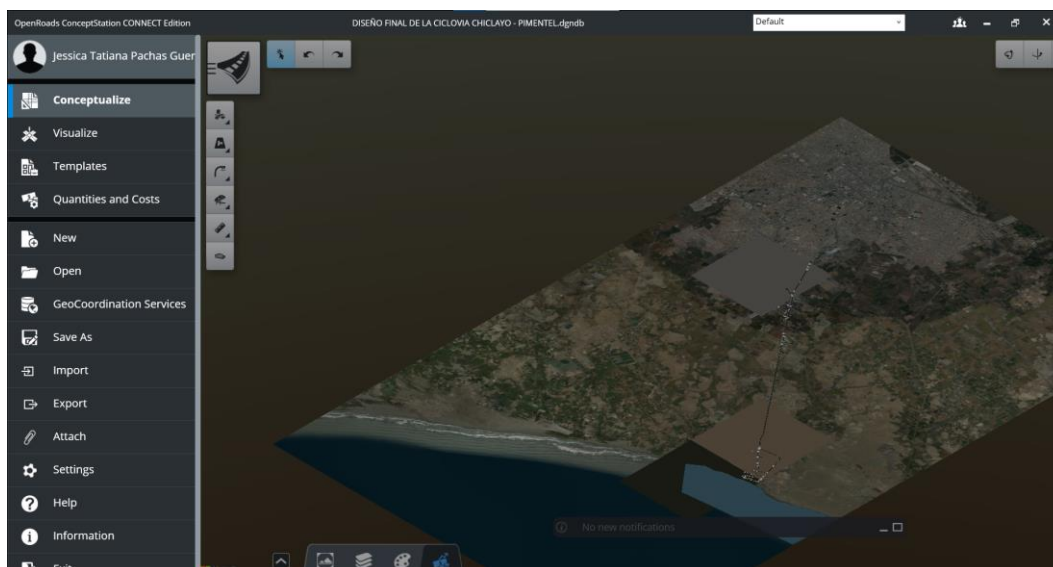 OpenRoads ConceptStation CONNECT Edition
DISEÑO FINAL DE LA CICLOVIA CHICLAYO - PIMENTEL.dgndb
Default
Jessica Tatiana Pachas Guer
Conceptualize
Visualize
Templates
Quantities and Costs
New
Open
GeoCoordination Services
Save As
Import
Export
Attach
Settings
Help
Information
No new notifications